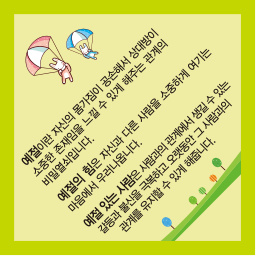 예절이란 자신의 몸가짐이 공손해서 상대방이
소중한 존재임을 느낄 수 있게 해주는 관계의
비밀열쇠입니다.
예절의 힘은 자신과 다른 사람을 소중하게 여기는
마음에서 우러나옵니다.
예절 있는 사람은 사람과의 관계에서 생길 수 있는
갈등과 불신을 극복하고, 오랫동안 그 사람과의
관계를 유지할 수 있게 해줍니다.